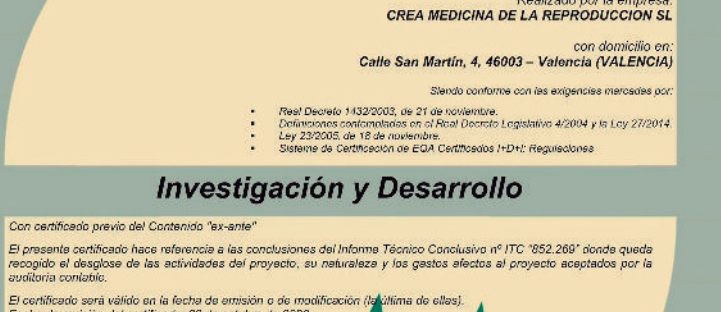 Realizado por la empresa:
CREA MEDICINA DE LA REPRODUCCION SL
con domicilio en:
Calle San Martín, 4, 46003 – Valencia (VALENCIA)
Siendo conforme con las exigencias marcadas por:
▪ Real Decreto 1432/2003, de 21 de noviembre.
▪ Definiciones contempladas en el Real Decreto Legislativo 4/2004 y la Ley 27/2014.
▪ Ley 23/2005, de 18 de noviembre.
▪ Sistema de Certificación de EQA Certificados I+D+I: Regulaciones
Investigación y Desarrollo
Con certificado previo del Contenido "ex-ante"
El presente certificado hace referencia a las conclusiones del Informe Técnico Conclusivo nº ITC "852.269" donde queda
recogido el desglose de las actividades del proyecto, su naturaleza y los gastos afectos al proyecto aceptados por la
auditoría contable.
El certificado será válido en la fecha de emisión o de modificación (la última de ellas).